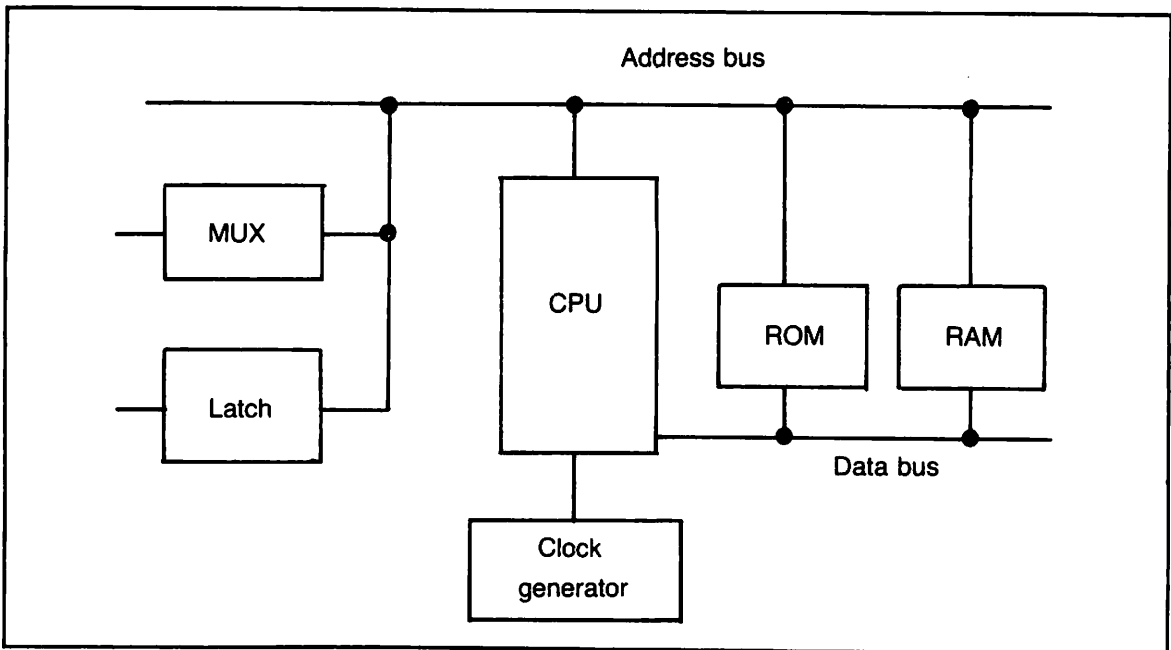 Address bus
MUX
CPU
ROM
RAM
Latch
Data bus
Clock
generator